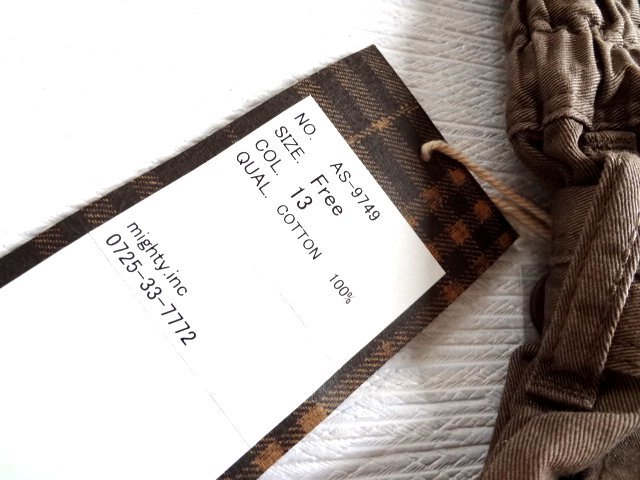 NO. AS-9749
SIZE. Free
COL. 13
QUAL. COTTON 100%
mighty.inc
0725-33-7772